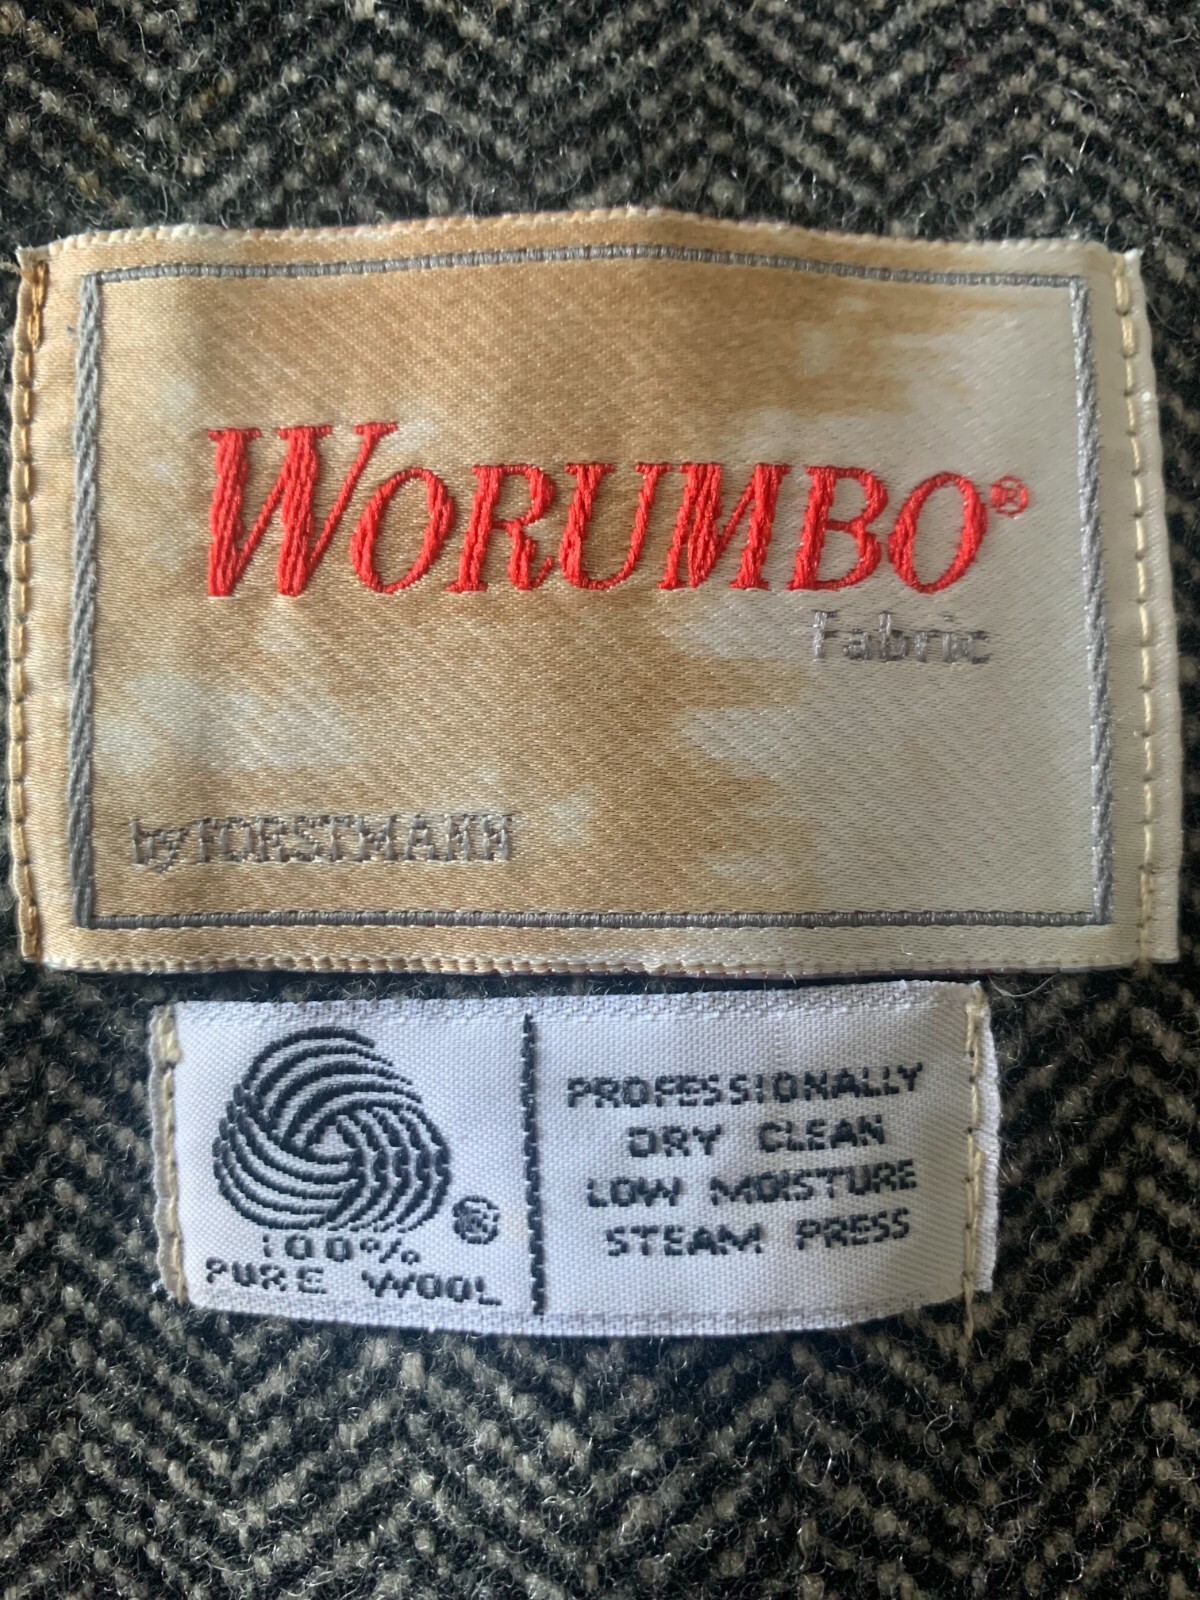 WORUMBO®
Fabric
by FORSTMANN
®
100%
PURE WOOL
PROFESSIONALLY
DRY CLEAN
LOW MOISTURE
STEAM PRESS